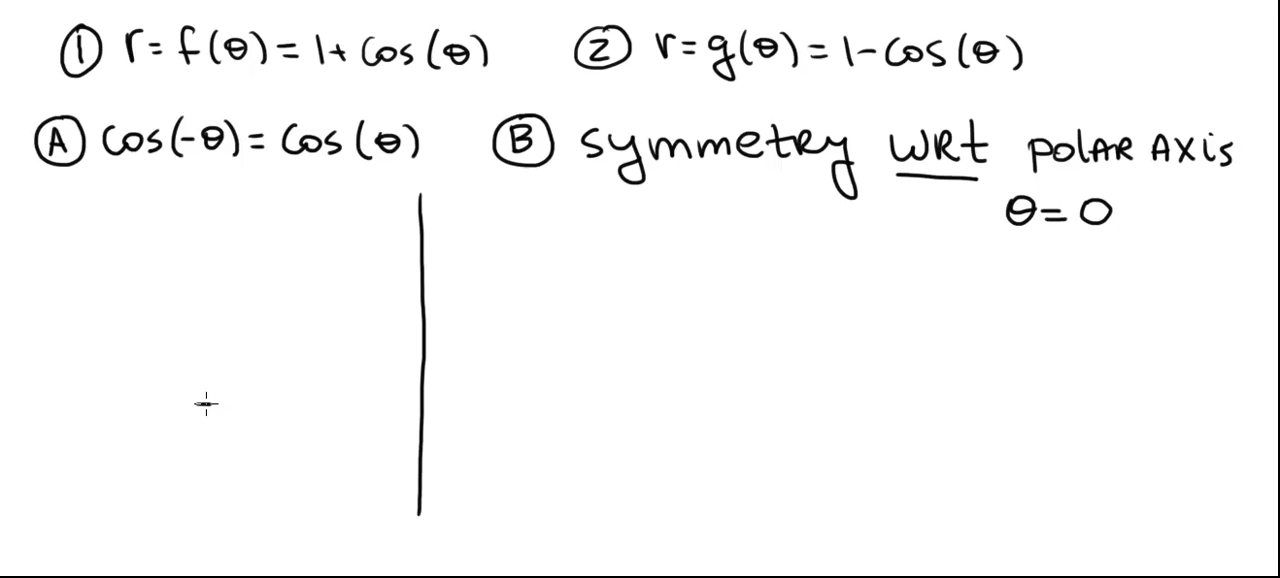 ① r = f(θ) = 1 + cos(θ) ② r = g(θ) = 1 - cos(θ)
Ⓐ cos(-θ) = cos(θ) Ⓑ symmetry WRt polAR Axis
θ = 0